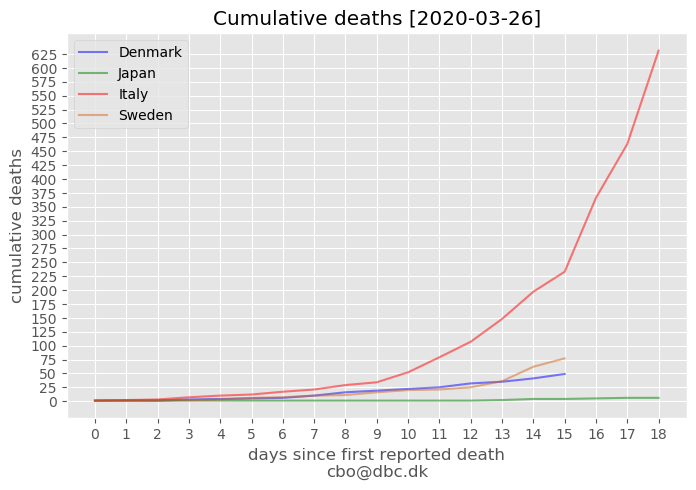 Cumulative deaths [2020-03-26]
Denmark
Japan
Italy
Sweden
cumulative deaths
625
600
575
550
525
500
475
450
425
400
375
350
325
300
275
250
225
200
175
150
125
100
75
50
25
0
0 1 2 3 4 5 6 7 8 9 10 11 12 13 14 15 16 17 18
days since first reported death
cbo@dbc.dk